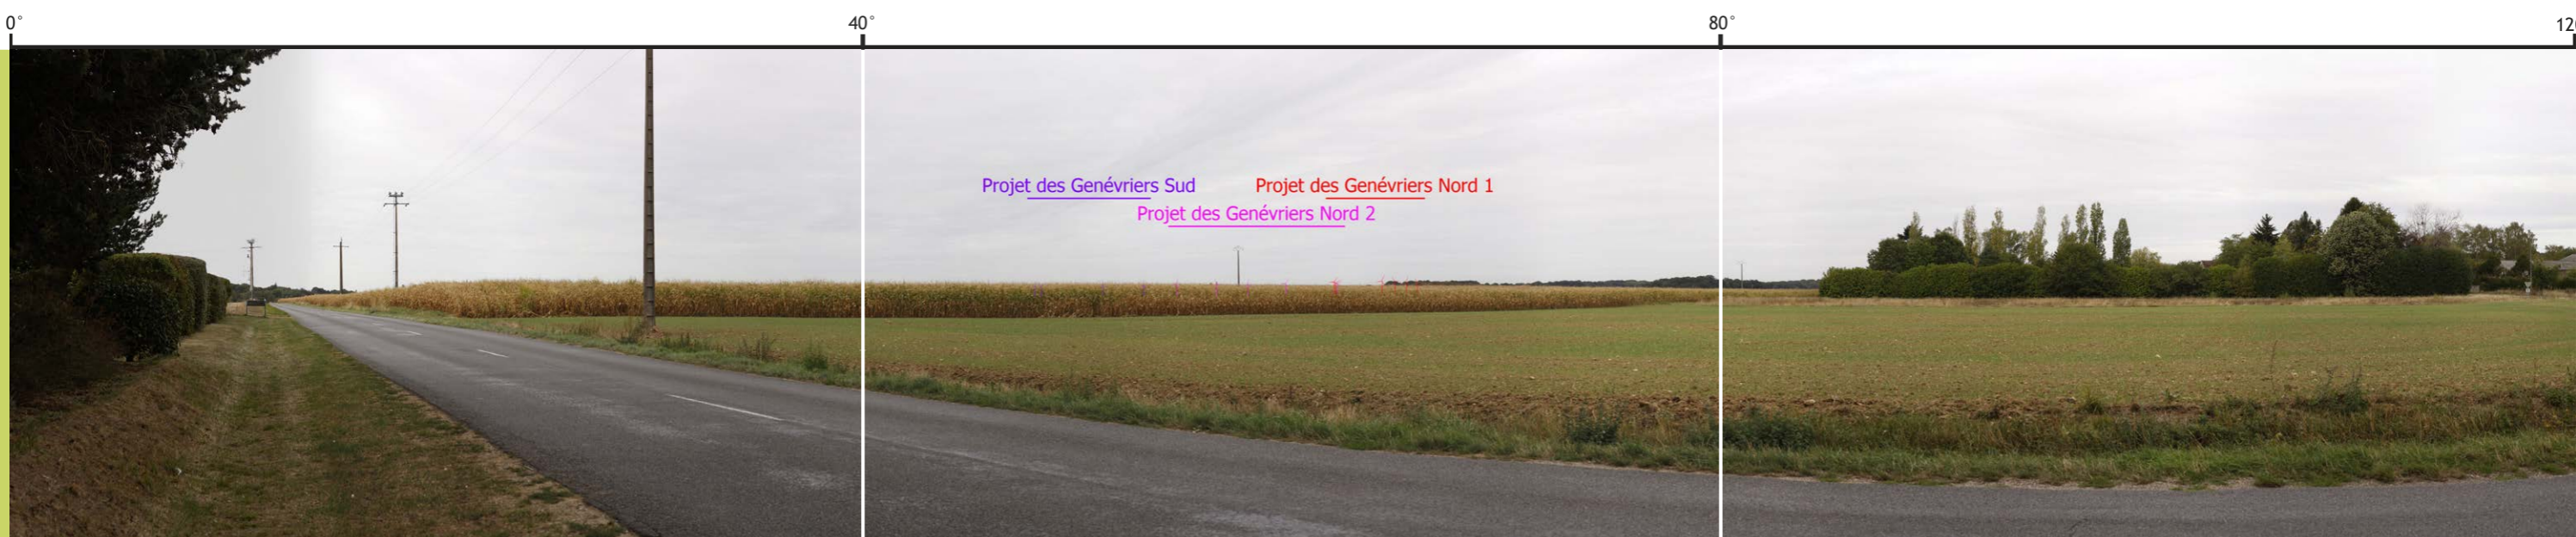 0°
40°
80°
12
Projet des Genévriers Sud
Projet des Genévriers Nord 1
Projet des Genévriers Nord 2